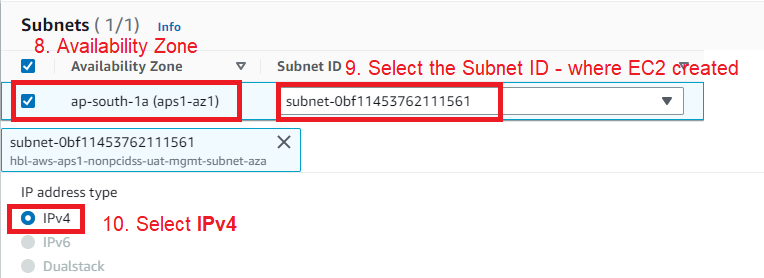 Subnets ( 1/1) Info
8. Availability Zone
Availability Zone Subnet ID
9. Select the Subnet ID - where EC2 created
ap-south-1a (aps1-az1) subnet-0bf11453762111561
subnet-0bf11453762111561
hbl-aws-aps1-nonpcidss-uat-mgmt-subnet-aza
IP address type
IPv4
10. Select IPv4
IPv6
Dualstack